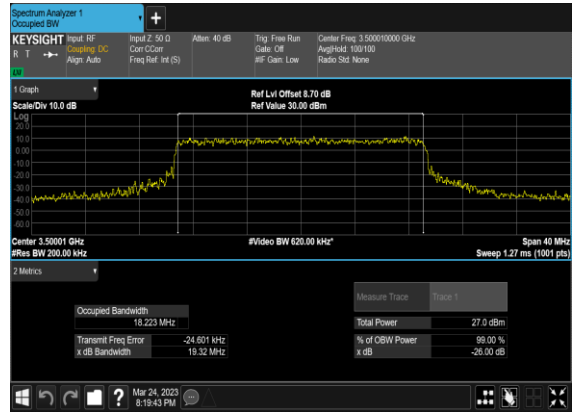 Spectrum Analyzer 1
Occupied BW
+
KEYSIGHT
R T
LW
Input: RF
Coupling: DC
Align: Auto
Input Z: 50 Ω
Corr CCorr
Freq Ref: Int (S)
Atten: 40 dB
Trig: Free Run
Gate: Off
#IF Gain: Low
Center Freq: 3.500010000 GHz
Avg|Hold: 100/100
Radio Std: None
1 Graph
Scale/Div 10.0 dB
Ref Lvl Offset 8.70 dB
Ref Value 30.00 dBm
Log
20.0
10.0
0.00
-10.0
-20.0
-30.0
-40.0
-50.0
-60.0
Center 3.50001 GHz
#Res BW 200.00 kHz
#Video BW 620.00 kHz*
Span 40 MHz
Sweep 1.27 ms (1001 pts)
2 Metrics
Measure Trace
Trace 1
Occupied Bandwidth
18.223 MHz
Total Power
27.0 dBm
Transmit Freq Error
-24.601 kHz
% of OBW Power
99.00 %
x dB Bandwidth
19.32 MHz
x dB
-26.00 dB
?
Mar 24, 2023
8:19:43 PM